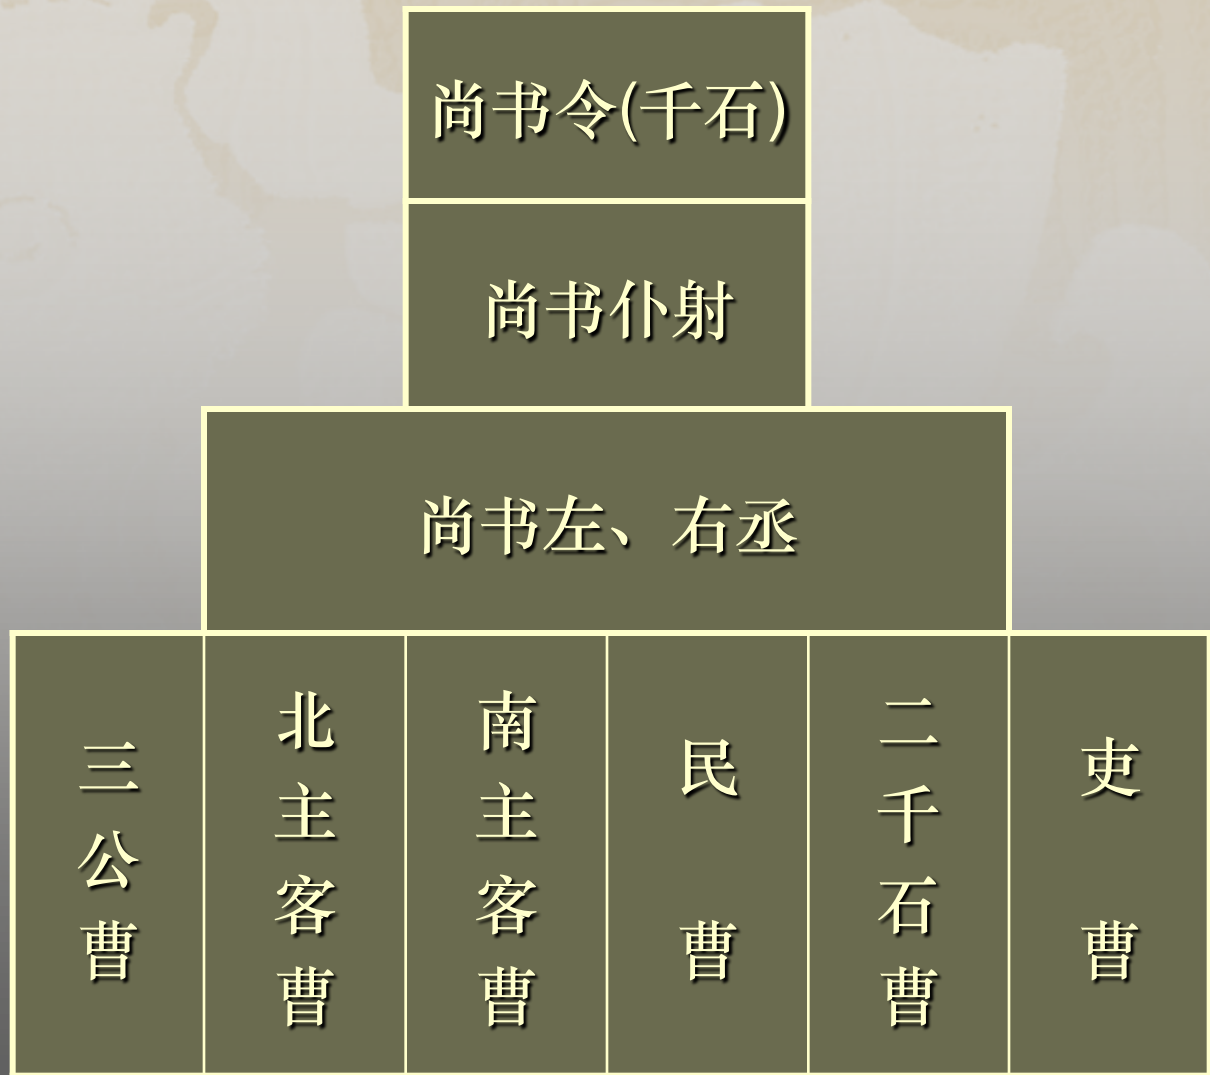 尚书令(千石)
尚书仆射
尚书左、右丞
三公曹
北主客曹
南主客曹
民曹
二千石曹
吏曹